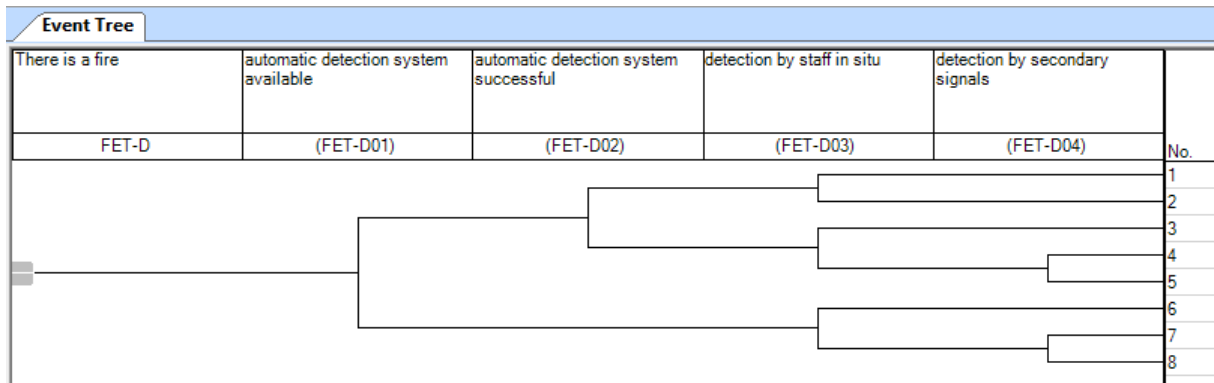 Event Tree
There is a fire
automatic detection system
available
automatic detection system
successful
detection by staff in situ
detection by secondary
signals
FET-D
(FET-D01)
(FET-D02)
(FET-D03)
(FET-D04)
No.
1
2
3
4
5
6
7
8